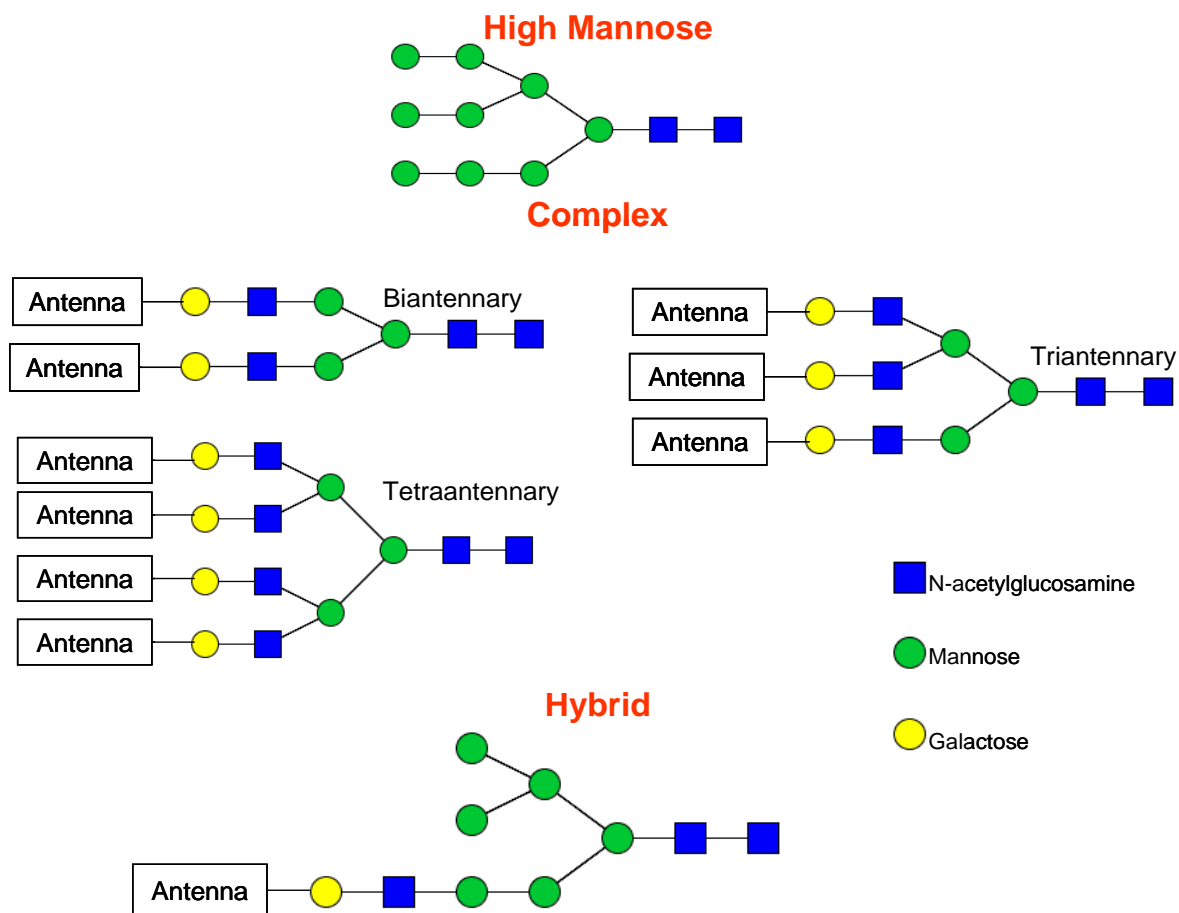 High Mannose
Complex
Antenna
Biantennary
Antenna
Antenna
Antenna
Triantennary
Antenna
Antenna
Tetraantennary
Antenna
Antenna
Antenna
N-acetylglucosamine
Mannose
Galactose
Hybrid
Antenna